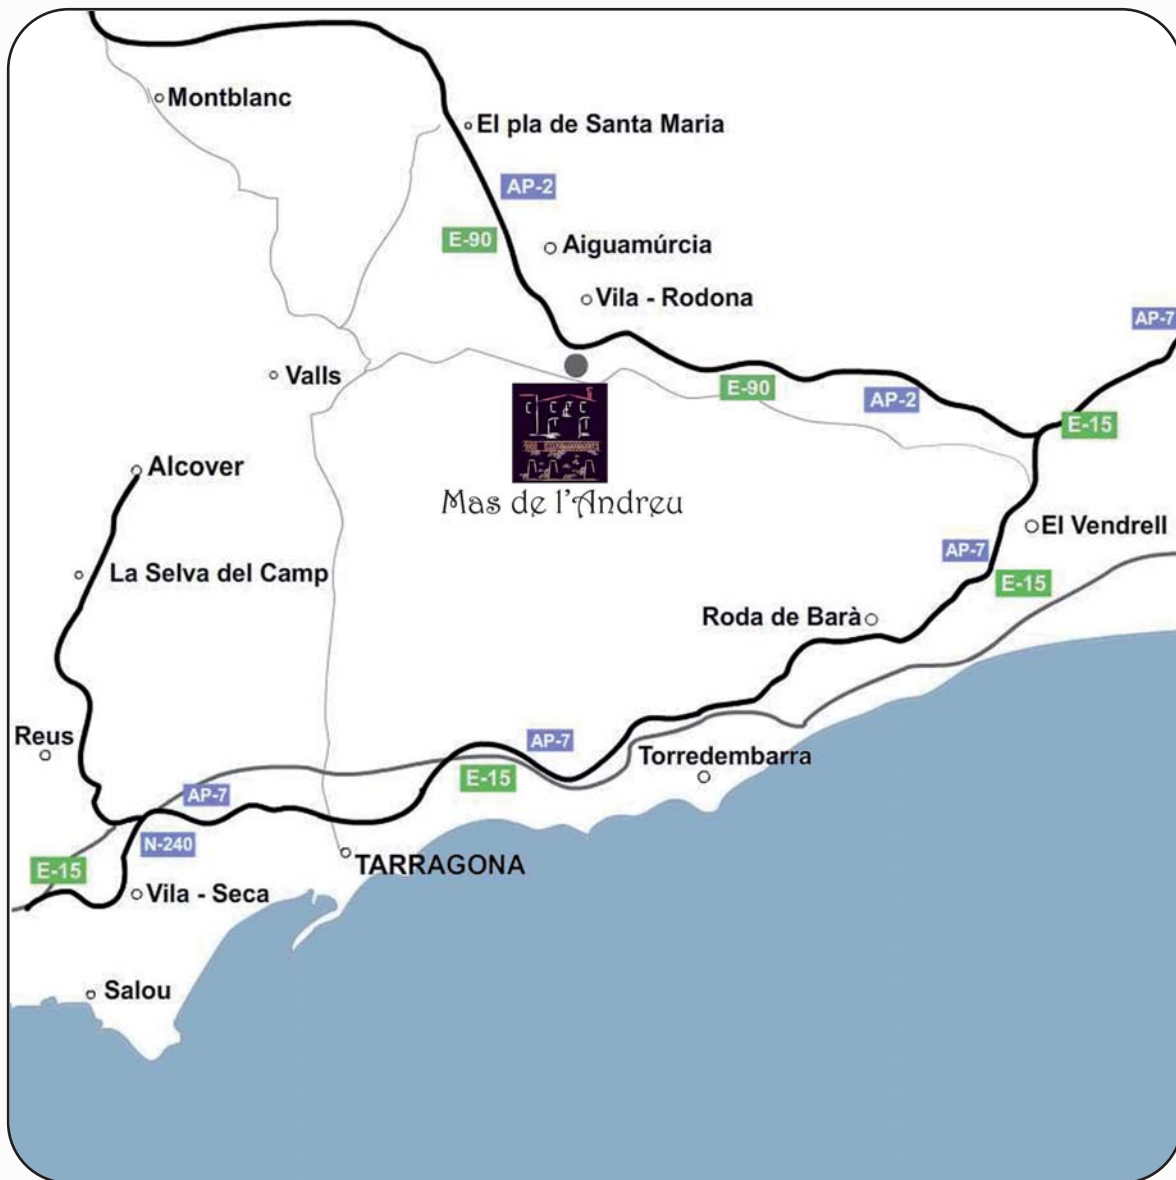 Montblanc
El pla de Santa Maria
AP-2
E-90
Aiguamúrcia
Vila - Rodona
AP-7
Valls
E-90
AP-2
E-15
Alcover
Mas de l'Andreu
El Vendrell
AP-7
La Selva del Camp
E-15
Roda de Barà
Reus
AP-7
Torredembarra
E-15
AP-7
N-240
TARRAGONA
E-15
Vila - Seca
Salou